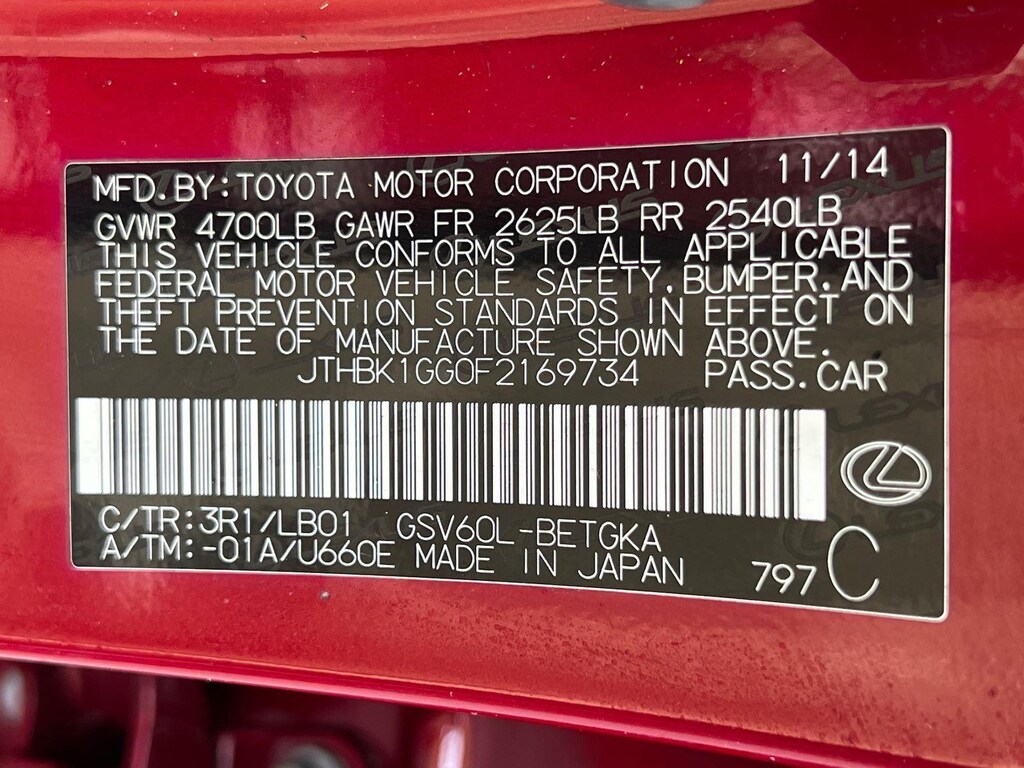 MFD.BY:TOYOTA MOTOR CORPORATION 11/14
GVWR 4700LB GAWR FR 2625LB RR 2540LB
THIS VEHICLE CONFORMS TO ALL APPLICABLE
FEDERAL MOTOR VEHICLE SAFETY.BUMPER.AND
THEFT PREVENTION STANDARDS IN EFFECT ON
THE DATE OF MANUFACTURE SHOWN ABOVE.
JTHBK1GG0F2169734 PASS.CAR
C/TR:3R1/LB01 GSV60L-BETGKA
A/TM:-01A/U660E MADE IN JAPAN 797 C